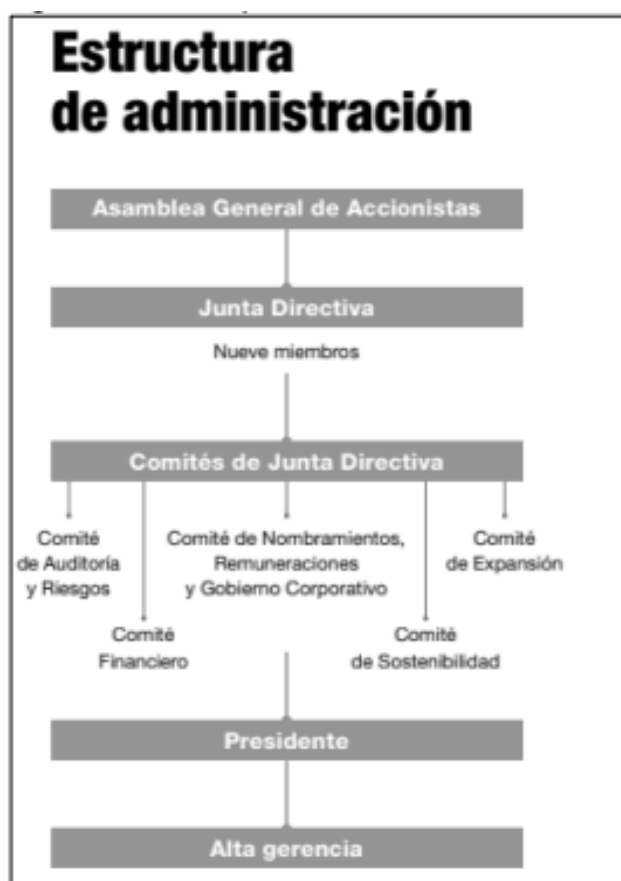 Estructura
de administración
Asamblea General de Accionistas
Junta Directiva
Nueve miembros
Comités de Junta Directiva
Comité
de Auditoría
y Riesgos
Comité
Financiero
Comité de Nombramientos,
Remuneraciones
y Gobierno Corporativo
Comité
de Sostenibilidad
Comité
de Expansión
Presidente
Alta gerencia